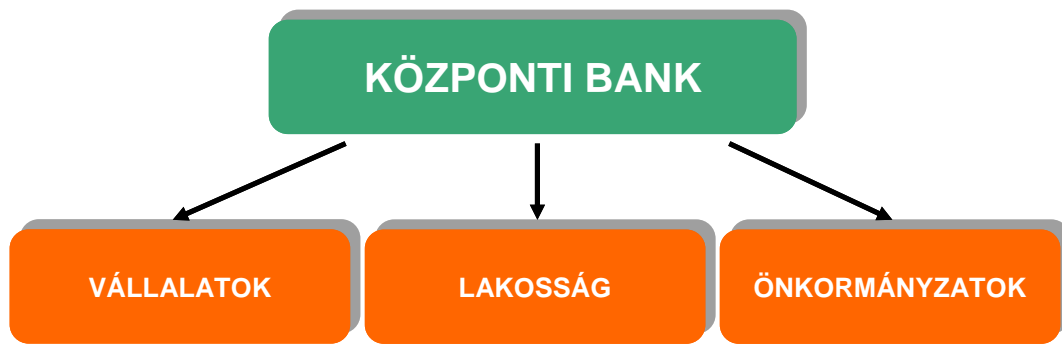 KÖZPONTI BANK
VÁLLALATOK
LAKOSSÁG
ÖNKORMÁNYZATOK